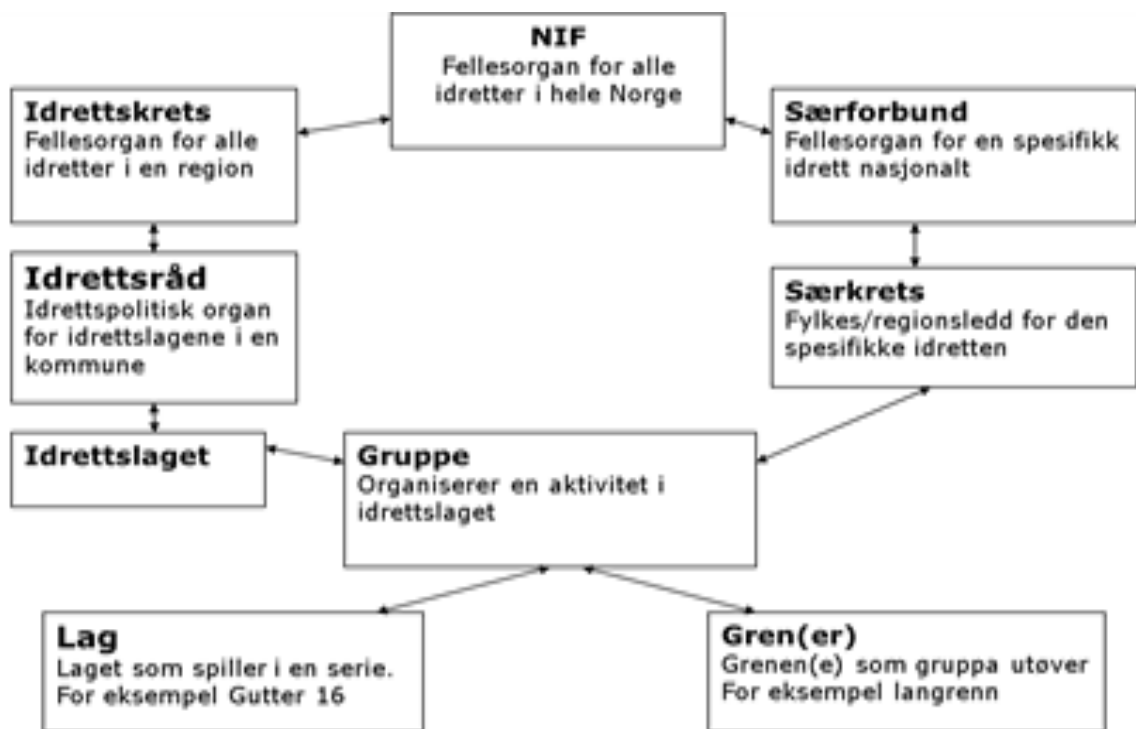 NIF
Fellesorgan for alle
idretter i hele Norge
Idrettskrets
Fellesorgan for alle
idretter i en region
Særforbund
Fellesorgan for en spesifikk
idrett nasjonalt
Idrettsråd
Idrettspolitisk organ
for idrettslagene i en
kommune
Særkrets
Fylkes/regionsledd for den
spesifikke idretten
Idrettslaget
Gruppe
Organiserer en aktivitet i
idrettslaget
Lag
Laget som spiller i en serie.
For eksempel Gutter 16
Gren(er)
Grenen(e) som gruppa utøver
For eksempel langrenn